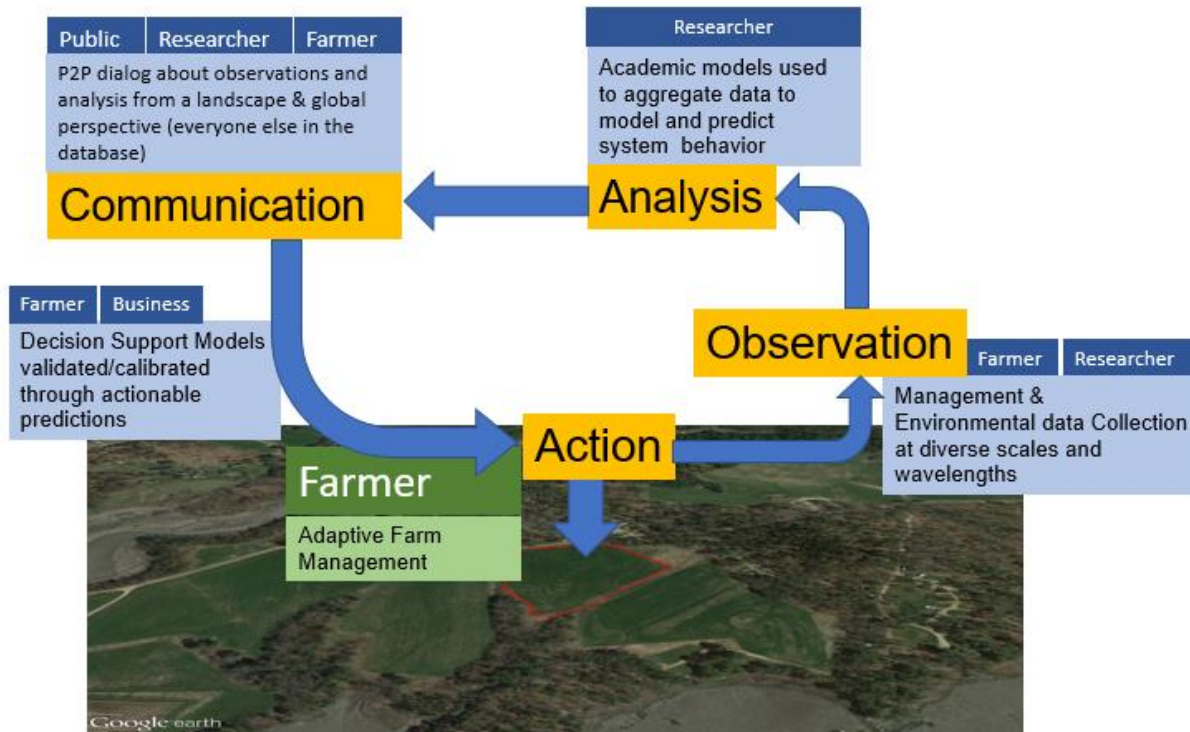 Public Researcher Farmer
P2P dialog about observations and
analysis from a landscape & global
perspective (everyone else in the
database)
Communication
Researcher
Academic models used
to aggregate data to
model and predict
system behavior
Analysis
Farmer Business
Decision Support Models
validated/calibrated
through actionable
predictions
Observation
Farmer Researcher
Management &
Environmental data Collection
at diverse scales and
wavelengths
Action
Farmer
Adaptive Farm
Management
Google earth